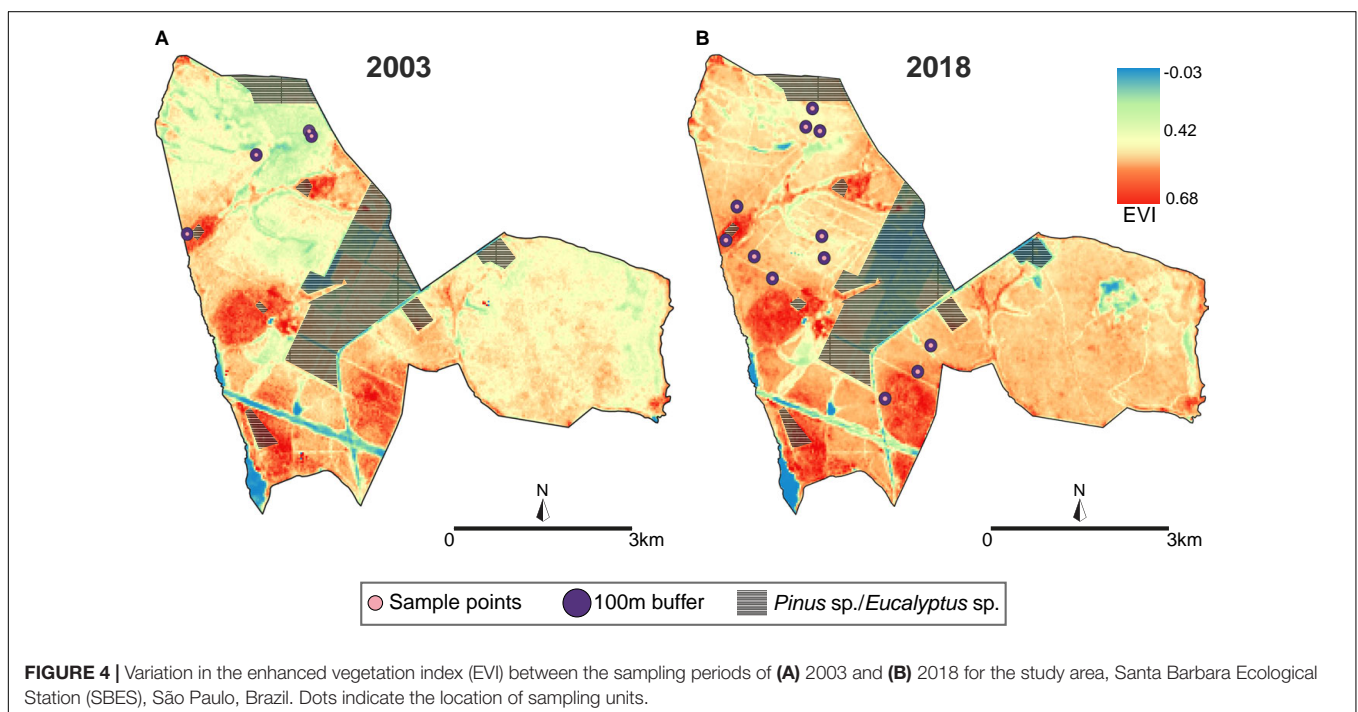 A
B
2003
2018
-0.03
0.42
0.68
EVI
N
N
0
3km
0
3km
Sample points
100m buffer
Pinus sp./Eucalyptus sp.
FIGURE 4 | Variation in the enhanced vegetation index (EVI) between the sampling periods of (A) 2003 and (B) 2018 for the study area, Santa Barbara Ecological
Station (SBES), São Paulo, Brazil. Dots indicate the location of sampling units.